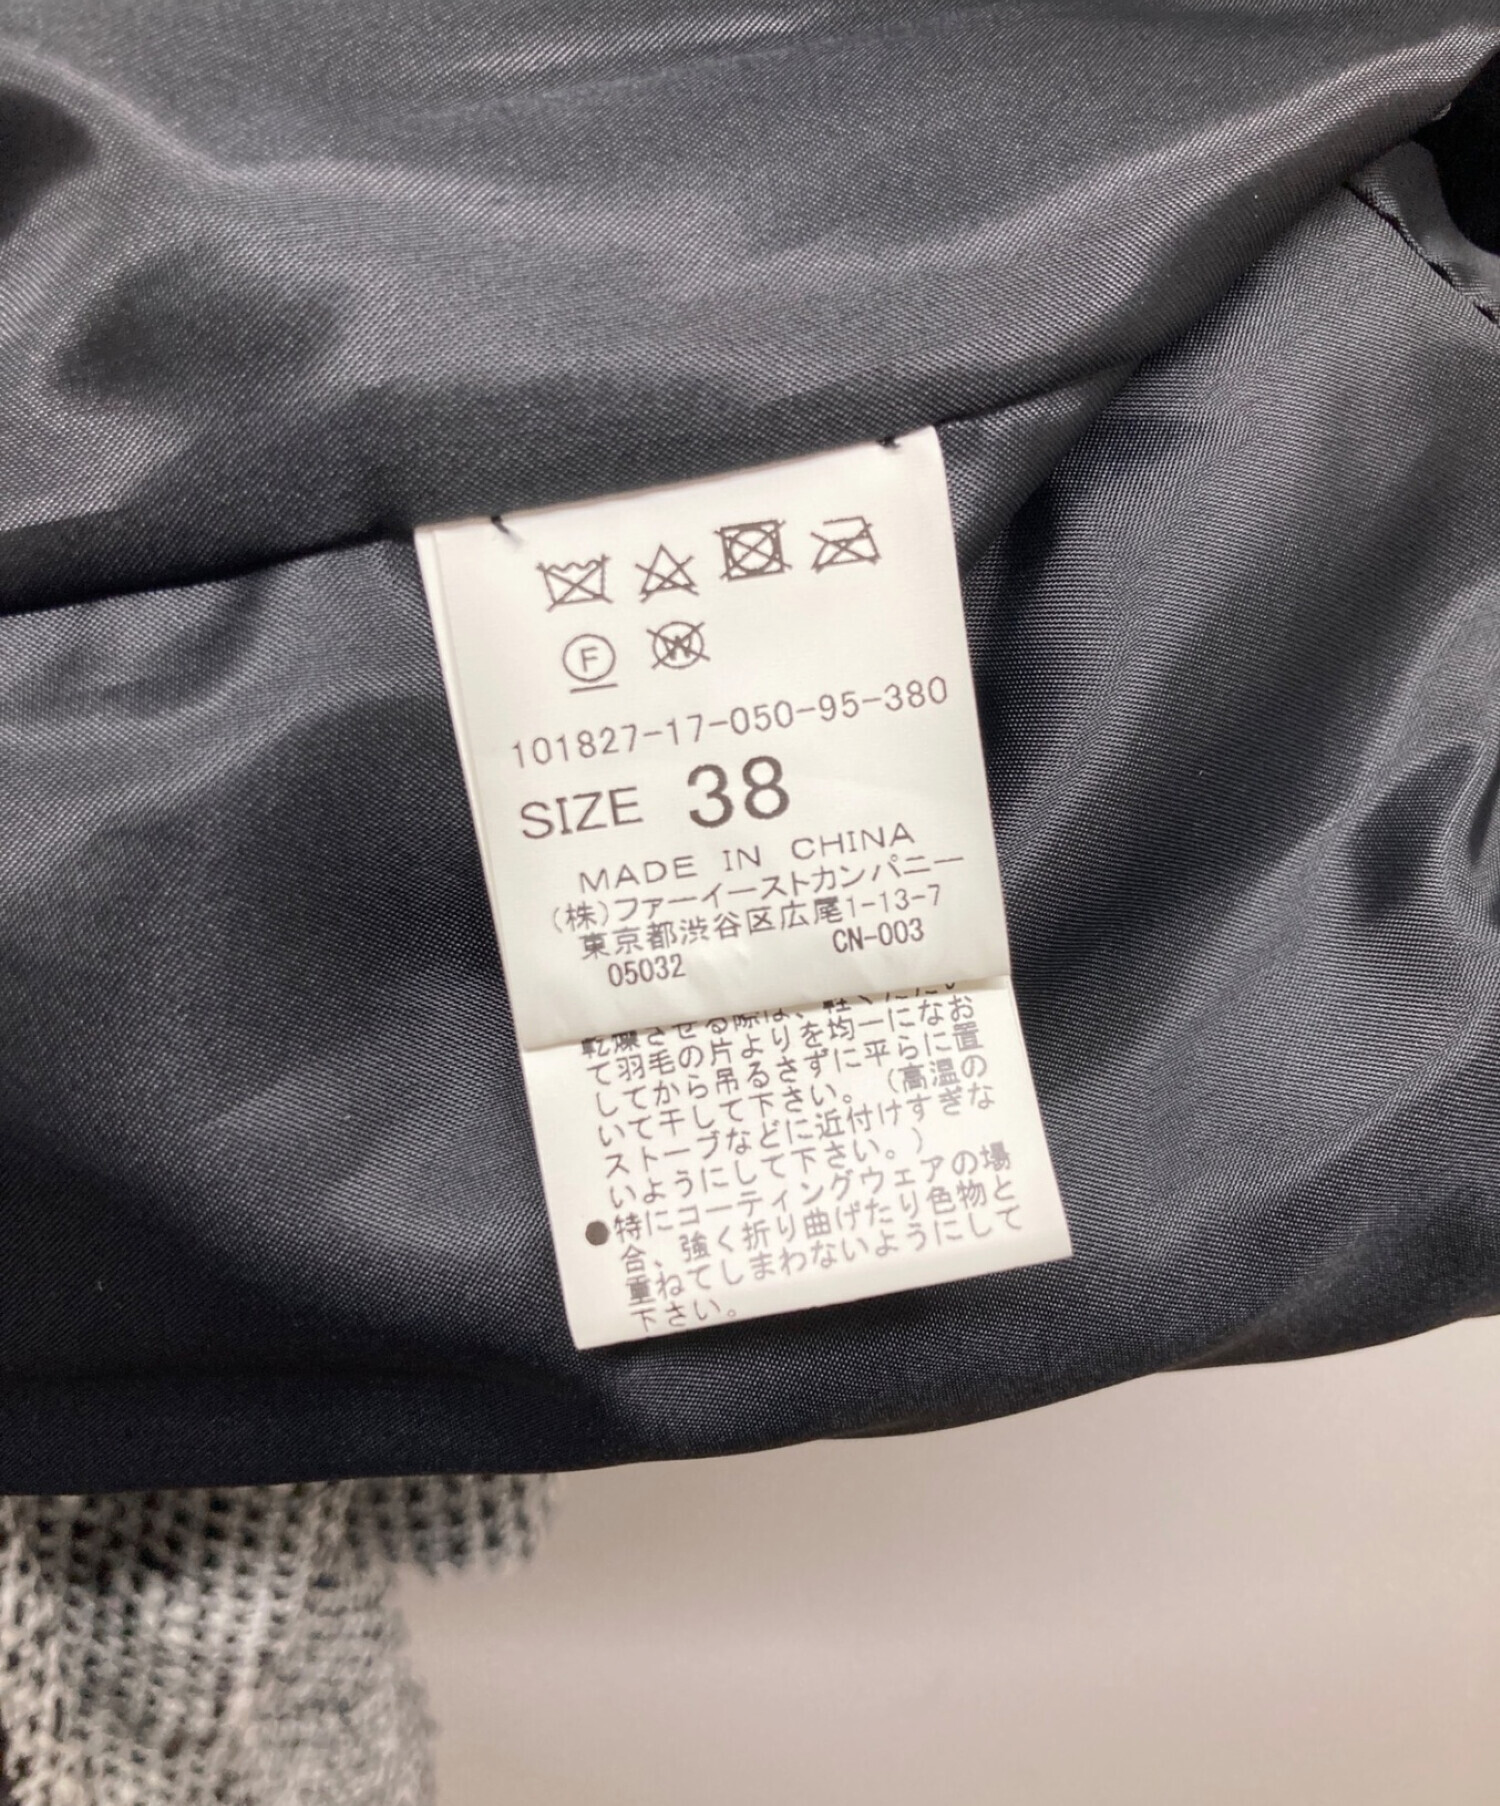 F
W
101827-17-050-95-380
SIZE 38
MADE IN CHINA
(株)ファーイーストカンパニー
東京都渋谷区広尾1-13-7
05032 CN-003
乾燥させる際は、軽くたたい
て羽毛の片よりを均一になお
してから吊るさずに平らに置
いて干して下さい。(高温の
ストーブなどに近付けすぎな
いようにして下さい。)
●特にコーティングウェアの場
合、強く折り曲げたり色物と
重ねてしまわないようにして
下さい。